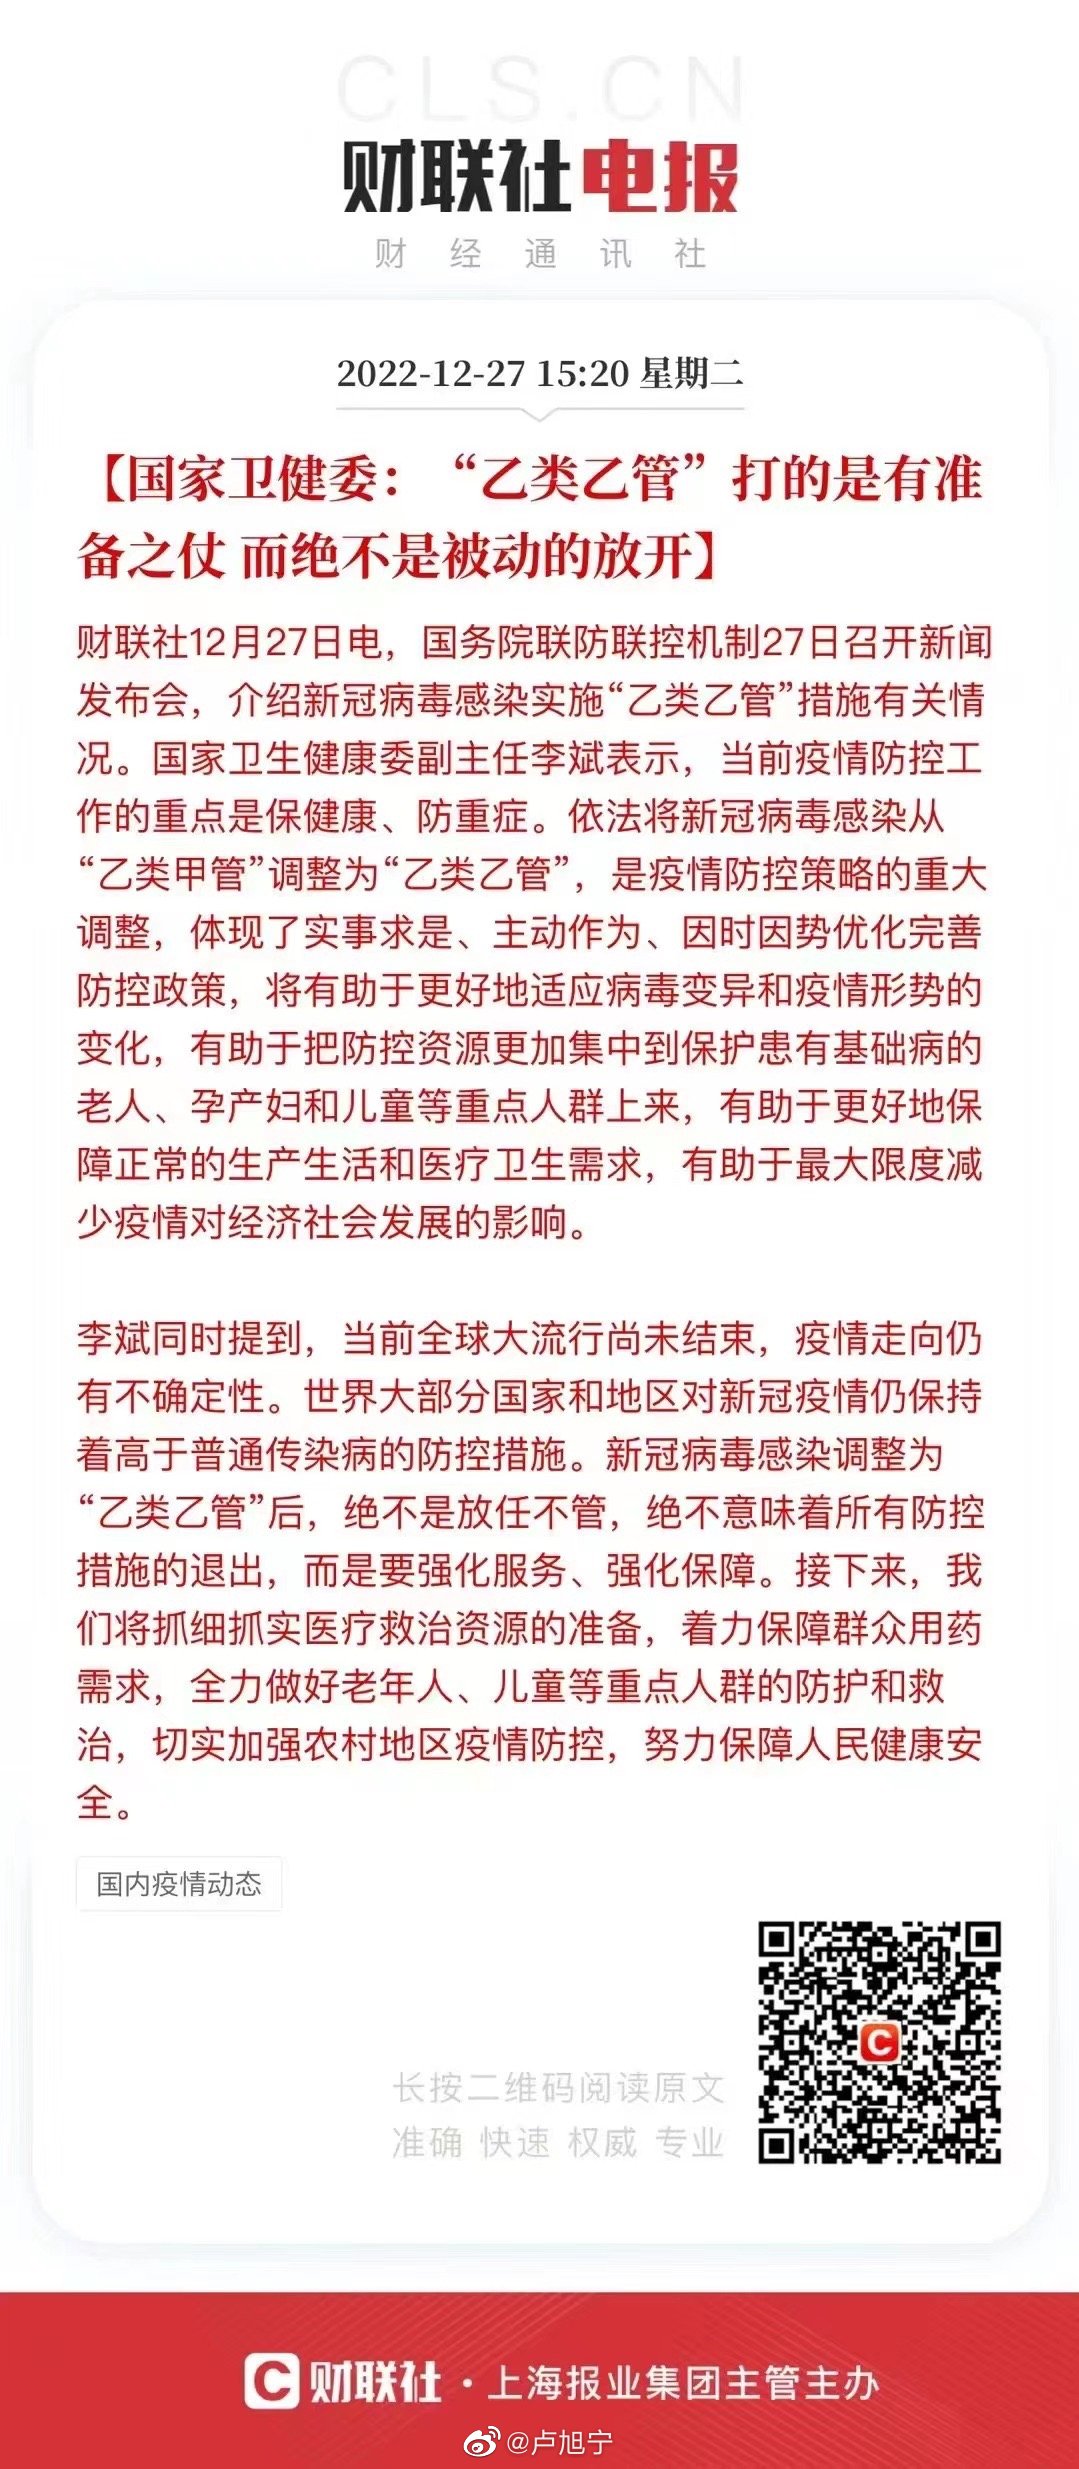 CLS.CN
财联社电报
财经通讯社
2022-12-27 15:20 星期二
【国家卫健委：“乙类乙管”打的是有准
备之仗 而绝不是被动的放开】
财联社12月27日电，国务院联防联控机制27日召开新闻
发布会，介绍新冠病毒感染实施“乙类乙管”措施有关情
况。国家卫生健康委副主任李斌表示，当前疫情防控工
作的重点是保健康、防重症。依法将新冠病毒感染从
“乙类甲管”调整为“乙类乙管”，是疫情防控策略的重大
调整，体现了实事求是、主动作为、因时因势优化完善
防控政策，将有助于更好地适应病毒变异和疫情形势的
变化，有助于把防控资源更加集中到保护患有基础病的
老人、孕产妇和儿童等重点人群上来，有助于更好地保
障正常的生产生活和医疗卫生需求，有助于最大限度减
少疫情对经济社会发展的影响。
李斌同时提到，当前全球大流行尚未结束，疫情走向仍
有不确定性。世界大部分国家和地区对新冠疫情仍保持
着高于普通传染病的防控措施。新冠病毒感染调整为
“乙类乙管”后，绝不是放任不管，绝不意味着所有防控
措施的退出，而是要强化服务、强化保障。接下来，我
们将抓细抓实医疗救治资源的准备，着力保障群众用药
需求，全力做好老年人、儿童等重点人群的防护和救
治，切实加强农村地区疫情防控，努力保障人民健康安
全。
国内疫情动态
长按二维码阅读原文
准确 快速 权威 专业
财联社·上海报业集团主管主办
@卢旭宁